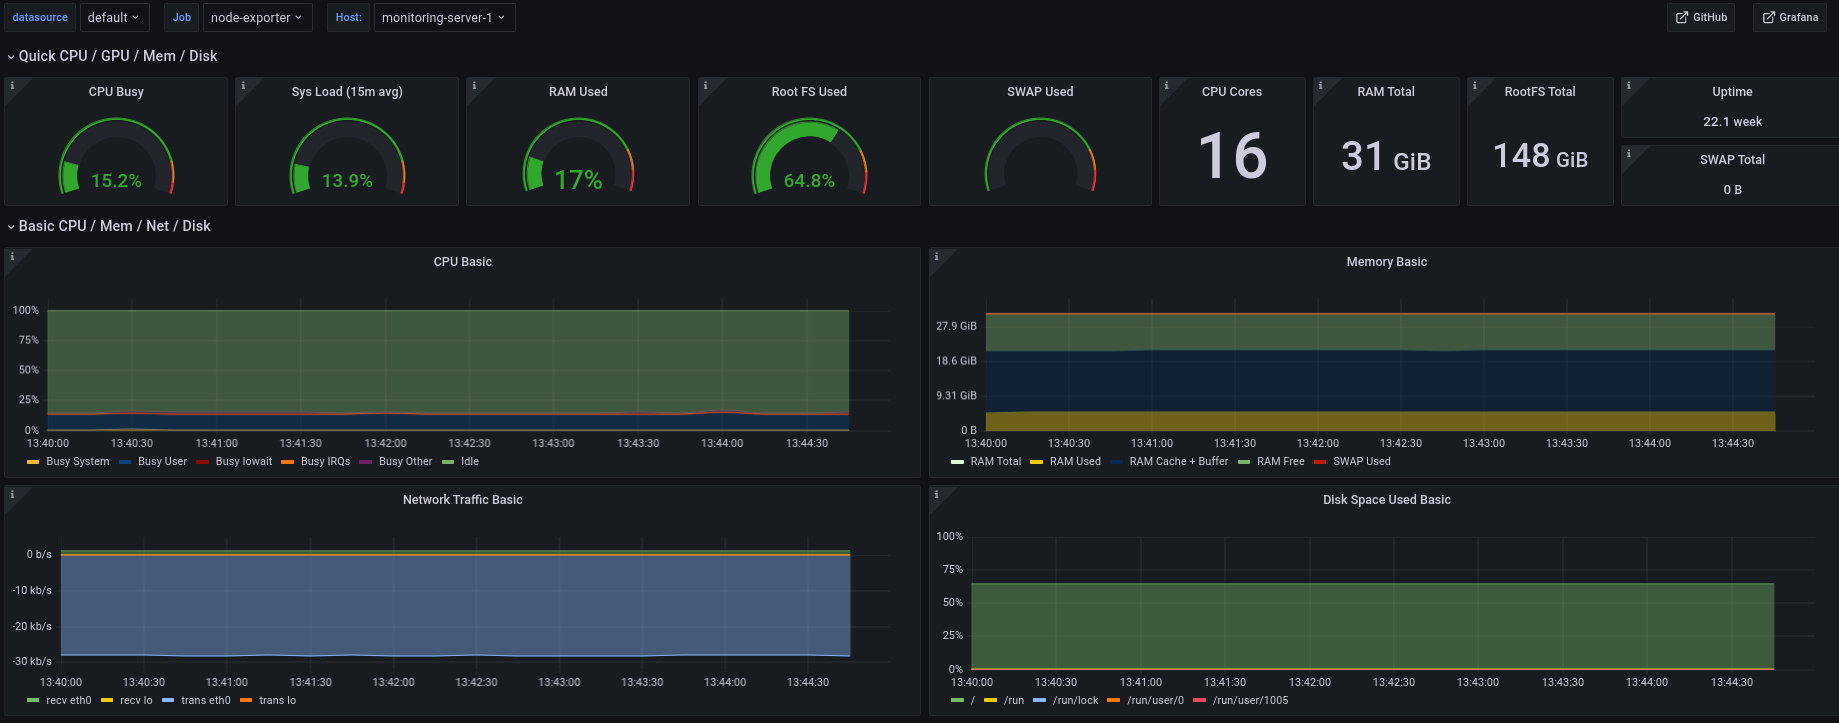 datasource default Job node-exporter Host: monitoring-server-1 GitHub Grafana
Quick CPU / GPU / Mem / Disk
CPU Busy
15.2%
Sys Load (15m avg)
13.9%
RAM Used
17%
Root FS Used
64.8%
SWAP Used
CPU Cores
16
RAM Total
31 GiB
RootFS Total
148 GiB
Uptime
22.1 week
SWAP Total
0 B
Basic CPU / Mem / Net / Disk
CPU Basic
100%
75%
50%
25%
0%
13:40:00 13:40:30 13:41:00 13:41:30 13:42:00 13:42:30 13:43:00 13:43:30 13:44:00 13:44:30
Busy System Busy User Busy Iowait Busy IRQs Busy Other Idle
Memory Basic
27.9 GiB
18.6 GiB
9.31 GiB
0 B
13:40:00 13:40:30 13:41:00 13:41:30 13:42:00 13:42:30 13:43:00 13:43:30 13:44:00 13:44:30
RAM Total RAM Used RAM Cache + Buffer RAM Free SWAP Used
Network Traffic Basic
0 b/s
-10 kb/s
-20 kb/s
-30 kb/s
13:40:00 13:40:30 13:41:00 13:41:30 13:42:00 13:42:30 13:43:00 13:43:30 13:44:00 13:44:30
recv eth0 recv lo trans eth0 trans lo
Disk Space Used Basic
100%
75%
50%
25%
0%
13:40:00 13:40:30 13:41:00 13:41:30 13:42:00 13:42:30 13:43:00 13:43:30 13:44:00 13:44:30
/ /run /run/lock /run/user/0 /run/user/1005